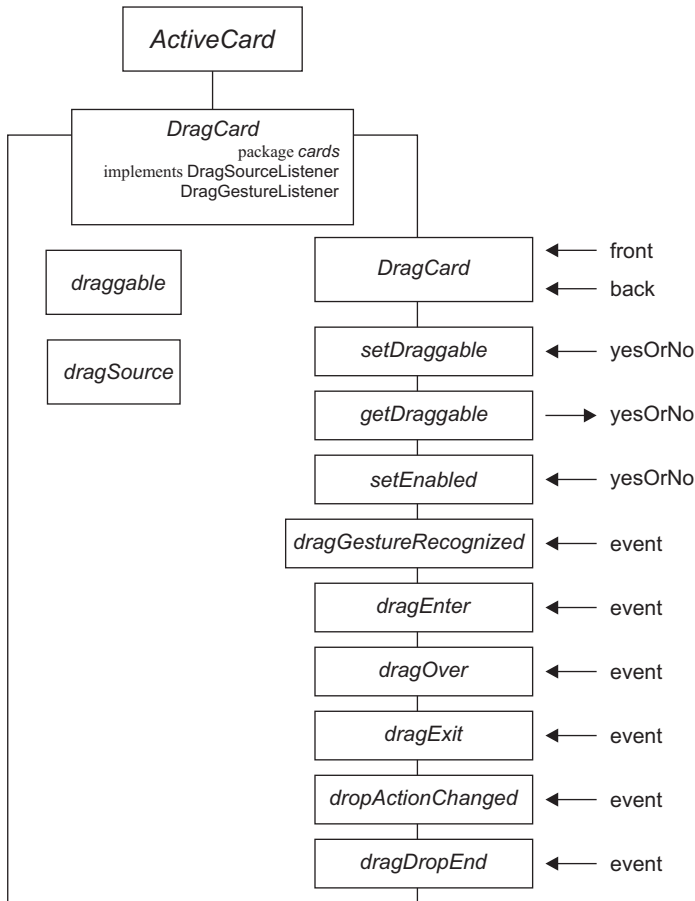 ActiveCard
DragCard
package cards
implements DragSourceListener
DragGestureListener
draggable
dragSource
DragCard
front
back
setDraggable
yesOrNo
getDraggable
yesOrNo
setEnabled
yesOrNo
dragGestureRecognized
event
dragEnter
event
dragOver
event
dragExit
event
dropActionChanged
event
dragDropEnd
event